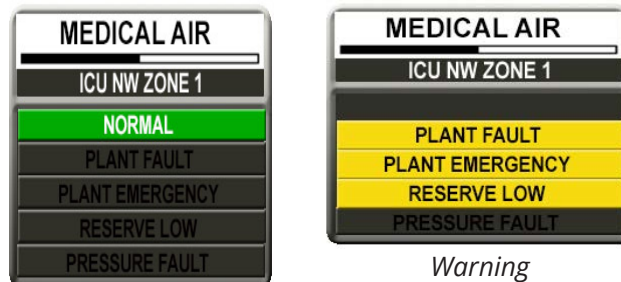 MEDICAL AIR
ICU NW ZONE 1
NORMAL
PLANT FAULT
PLANT EMERGENCY
RESERVE LOW
PRESSURE FAULT
MEDICAL AIR
ICU NW ZONE 1
PLANT FAULT
PLANT EMERGENCY
RESERVE LOW
PRESSURE FAULT
Warning